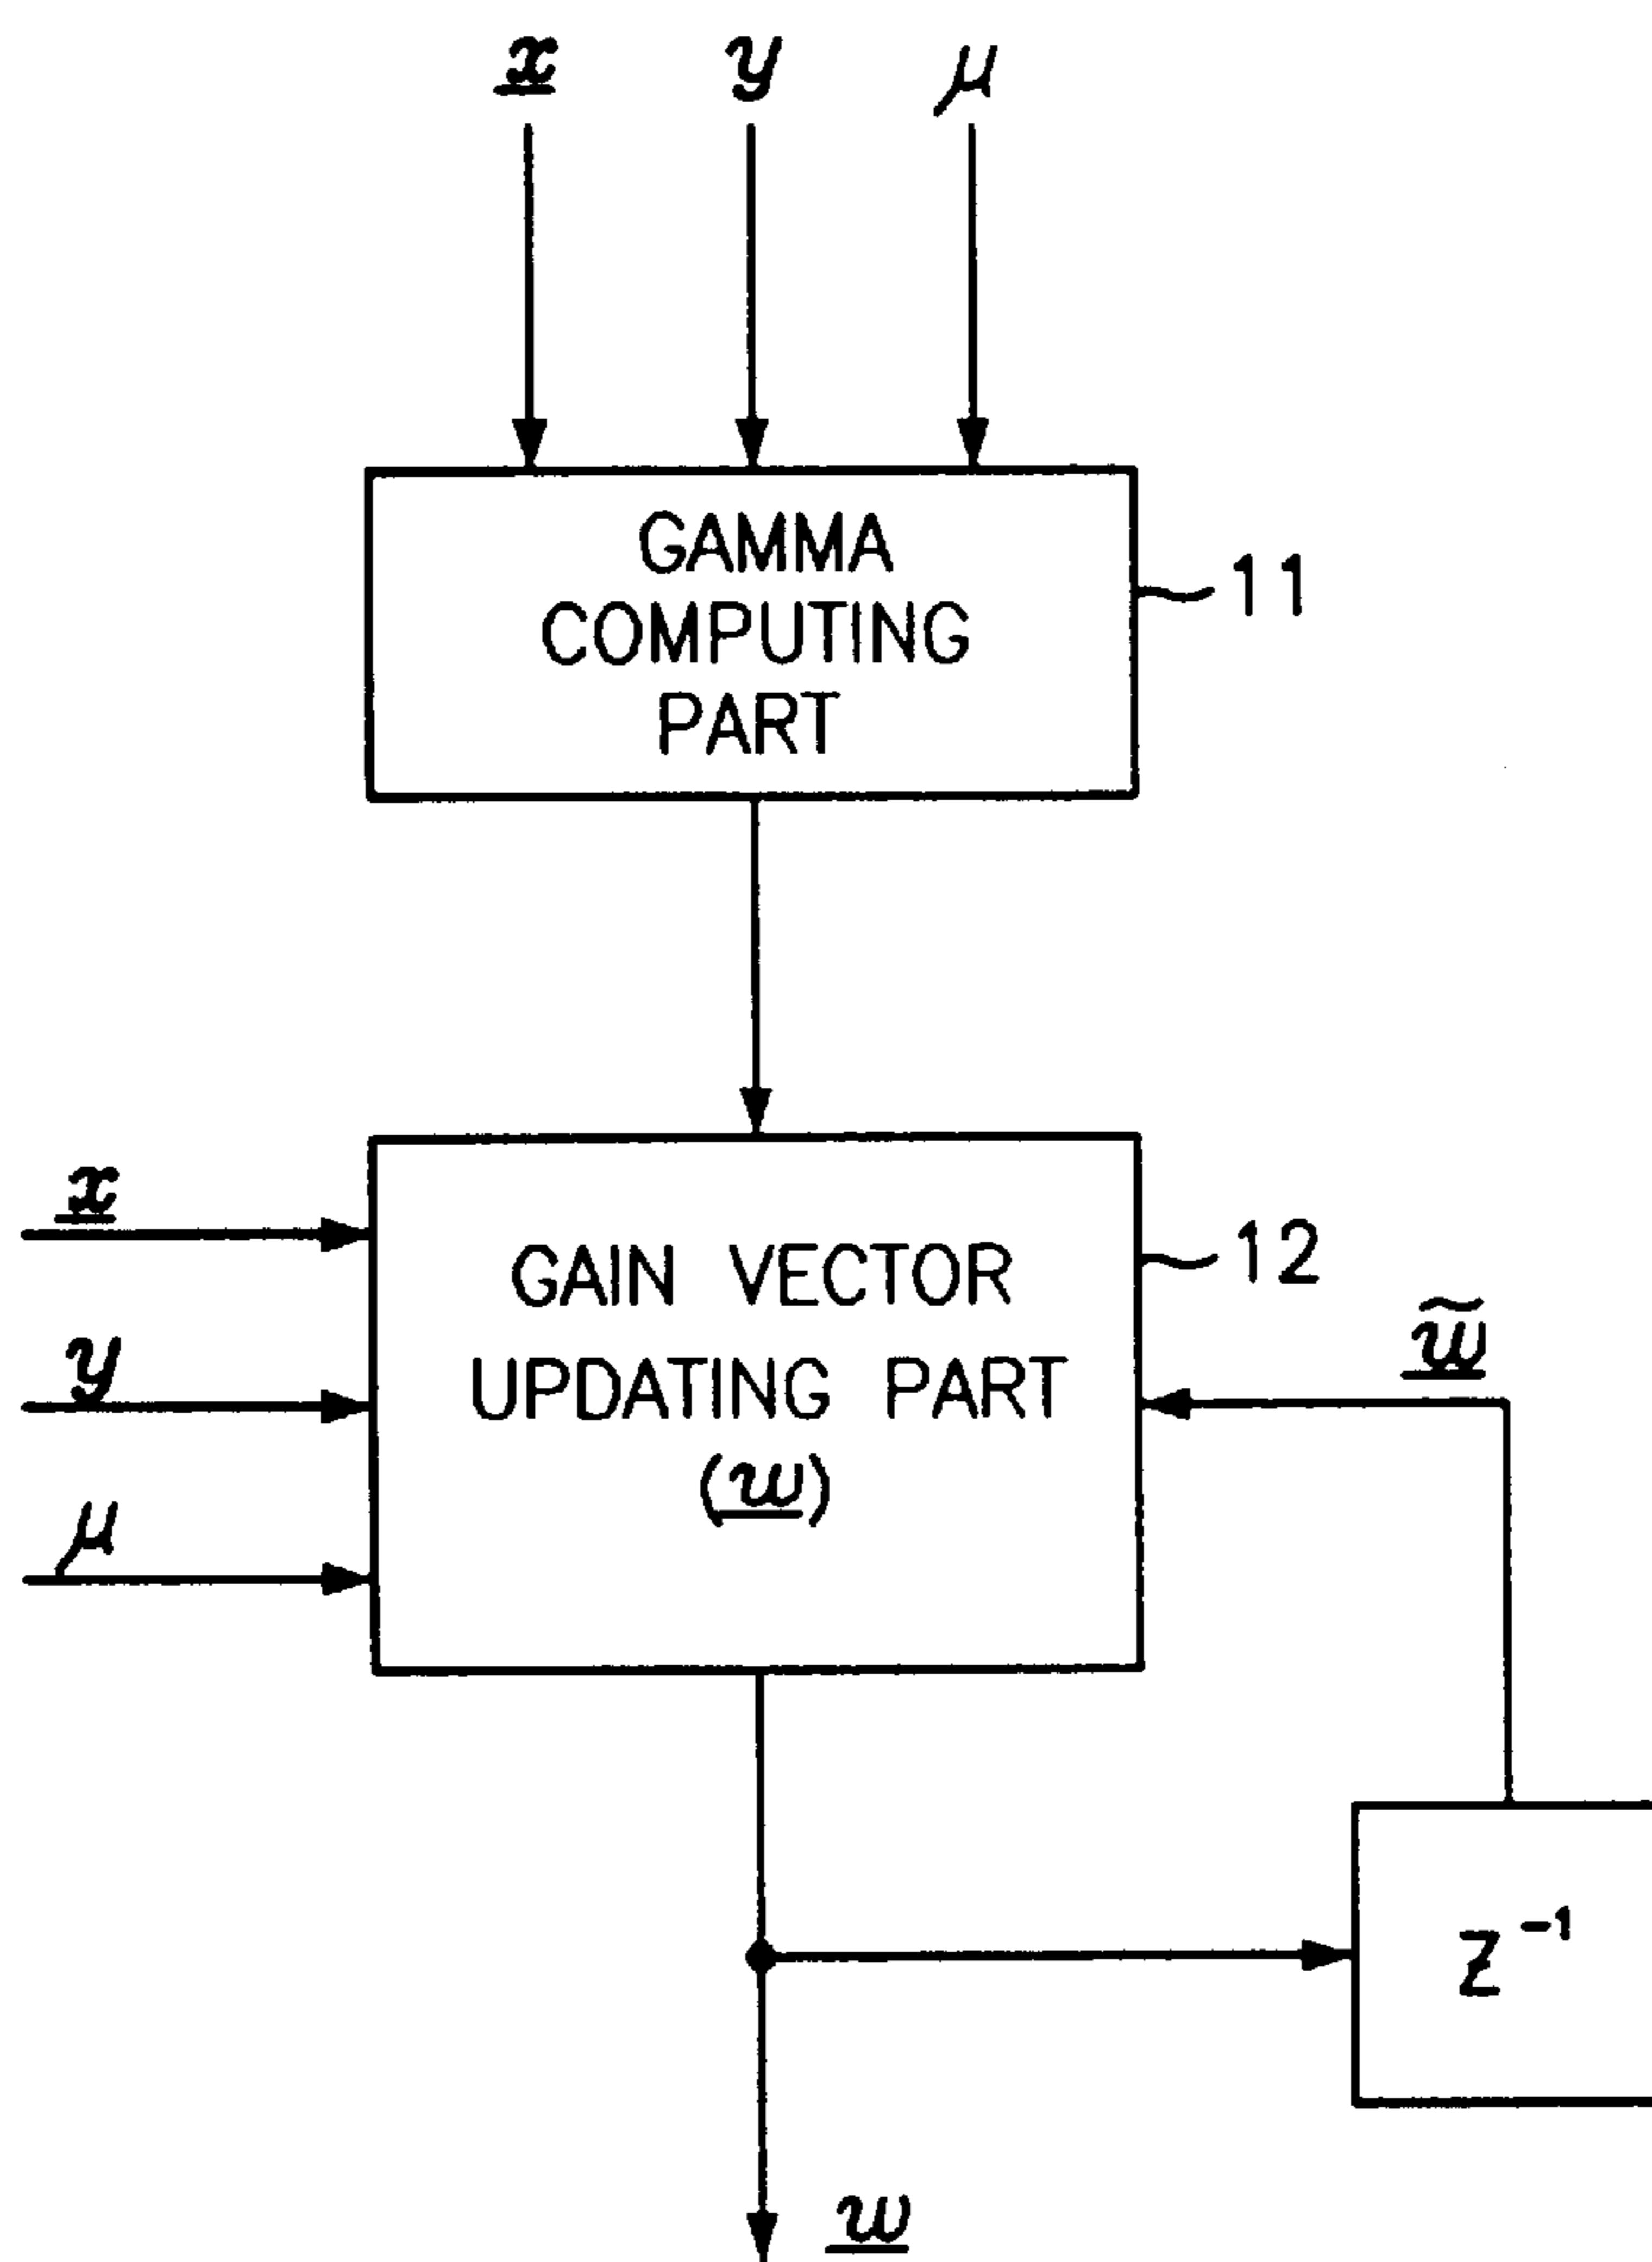 x y μ
GAMMA
COMPUTING
PART
11
x
GAIN VECTOR
12
y
UPDATING PART
w̃
(w)
μ
Z⁻¹
w